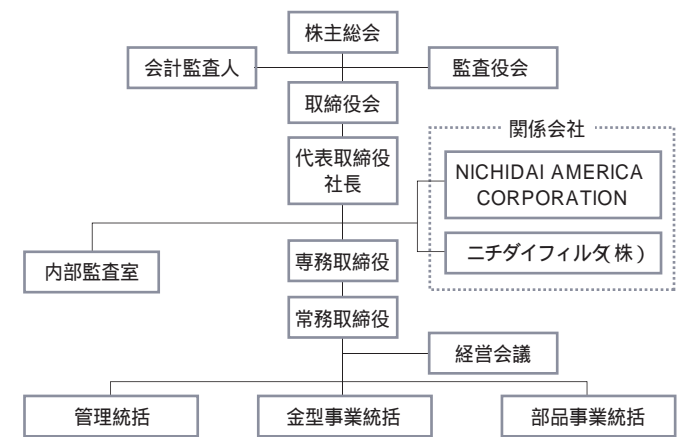 株主総会
会計監査人
監査役会
取締役会
関係会社
代表取締役
社長
NICHIDAI AMERICA
CORPORATION
ニチダイフィルタ(株)
内部監査室
専務取締役
常務取締役
経営会議
管理統括
金型事業統括
部品事業統括